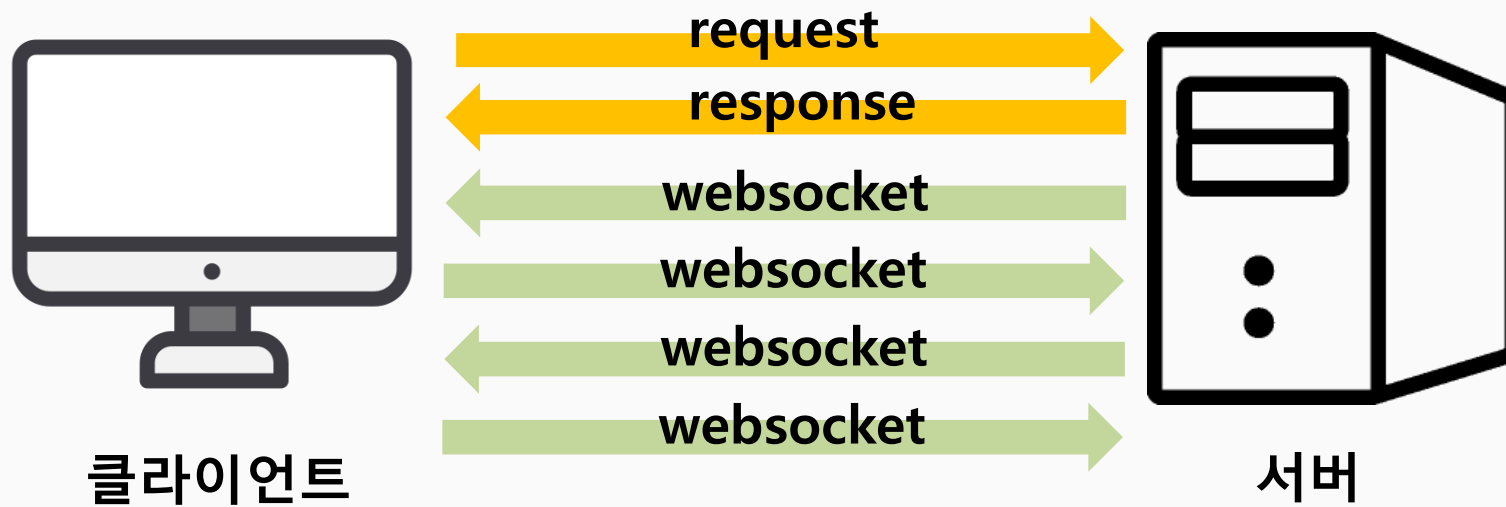 request
response
websocket
websocket
websocket
websocket
클라이언트
서버